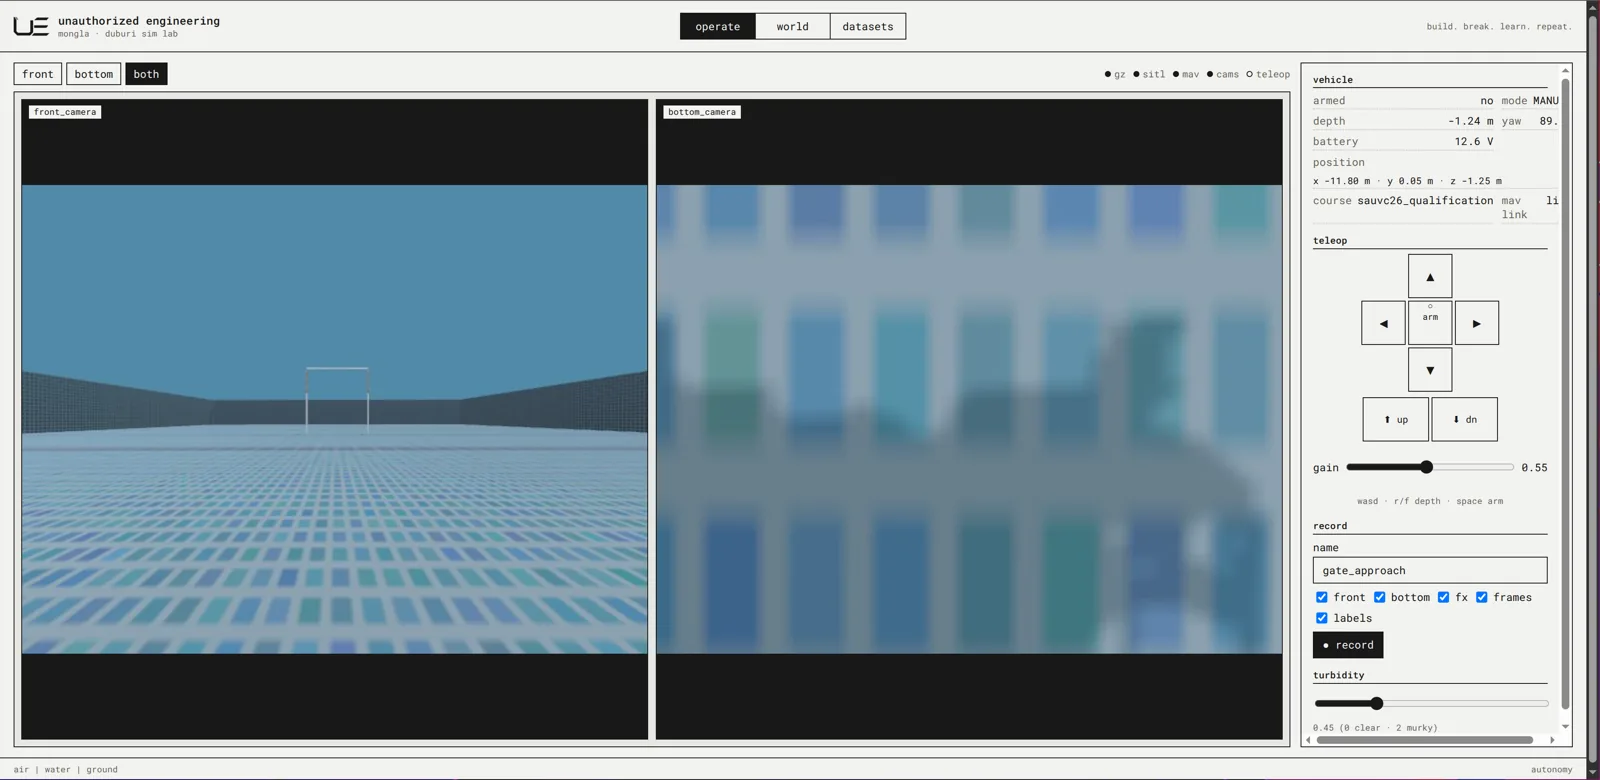 UE unauthorized engineering
mongla · duburi sim lab
operate world datasets
build. break. learn. repeat.
front bottom both
gz sitl mav cams teleop
front_camera
bottom_camera
vehicle
armed no mode MANU
depth -1.24 m yaw 89.
battery 12.6 V
position
x -11.80 m · y 0.05 m · z -1.25 m
course sauvc26_qualification mav link li
teleop
▲
◀ ○ arm ▶
▼
⬆ up ⬇ dn
gain 0.55
wasd · r/f depth · space arm
record
name
gate_approach
front bottom fx frames
labels
● record
turbidity
0.45 (0 clear · 2 murky)
air | water | ground
autonomy